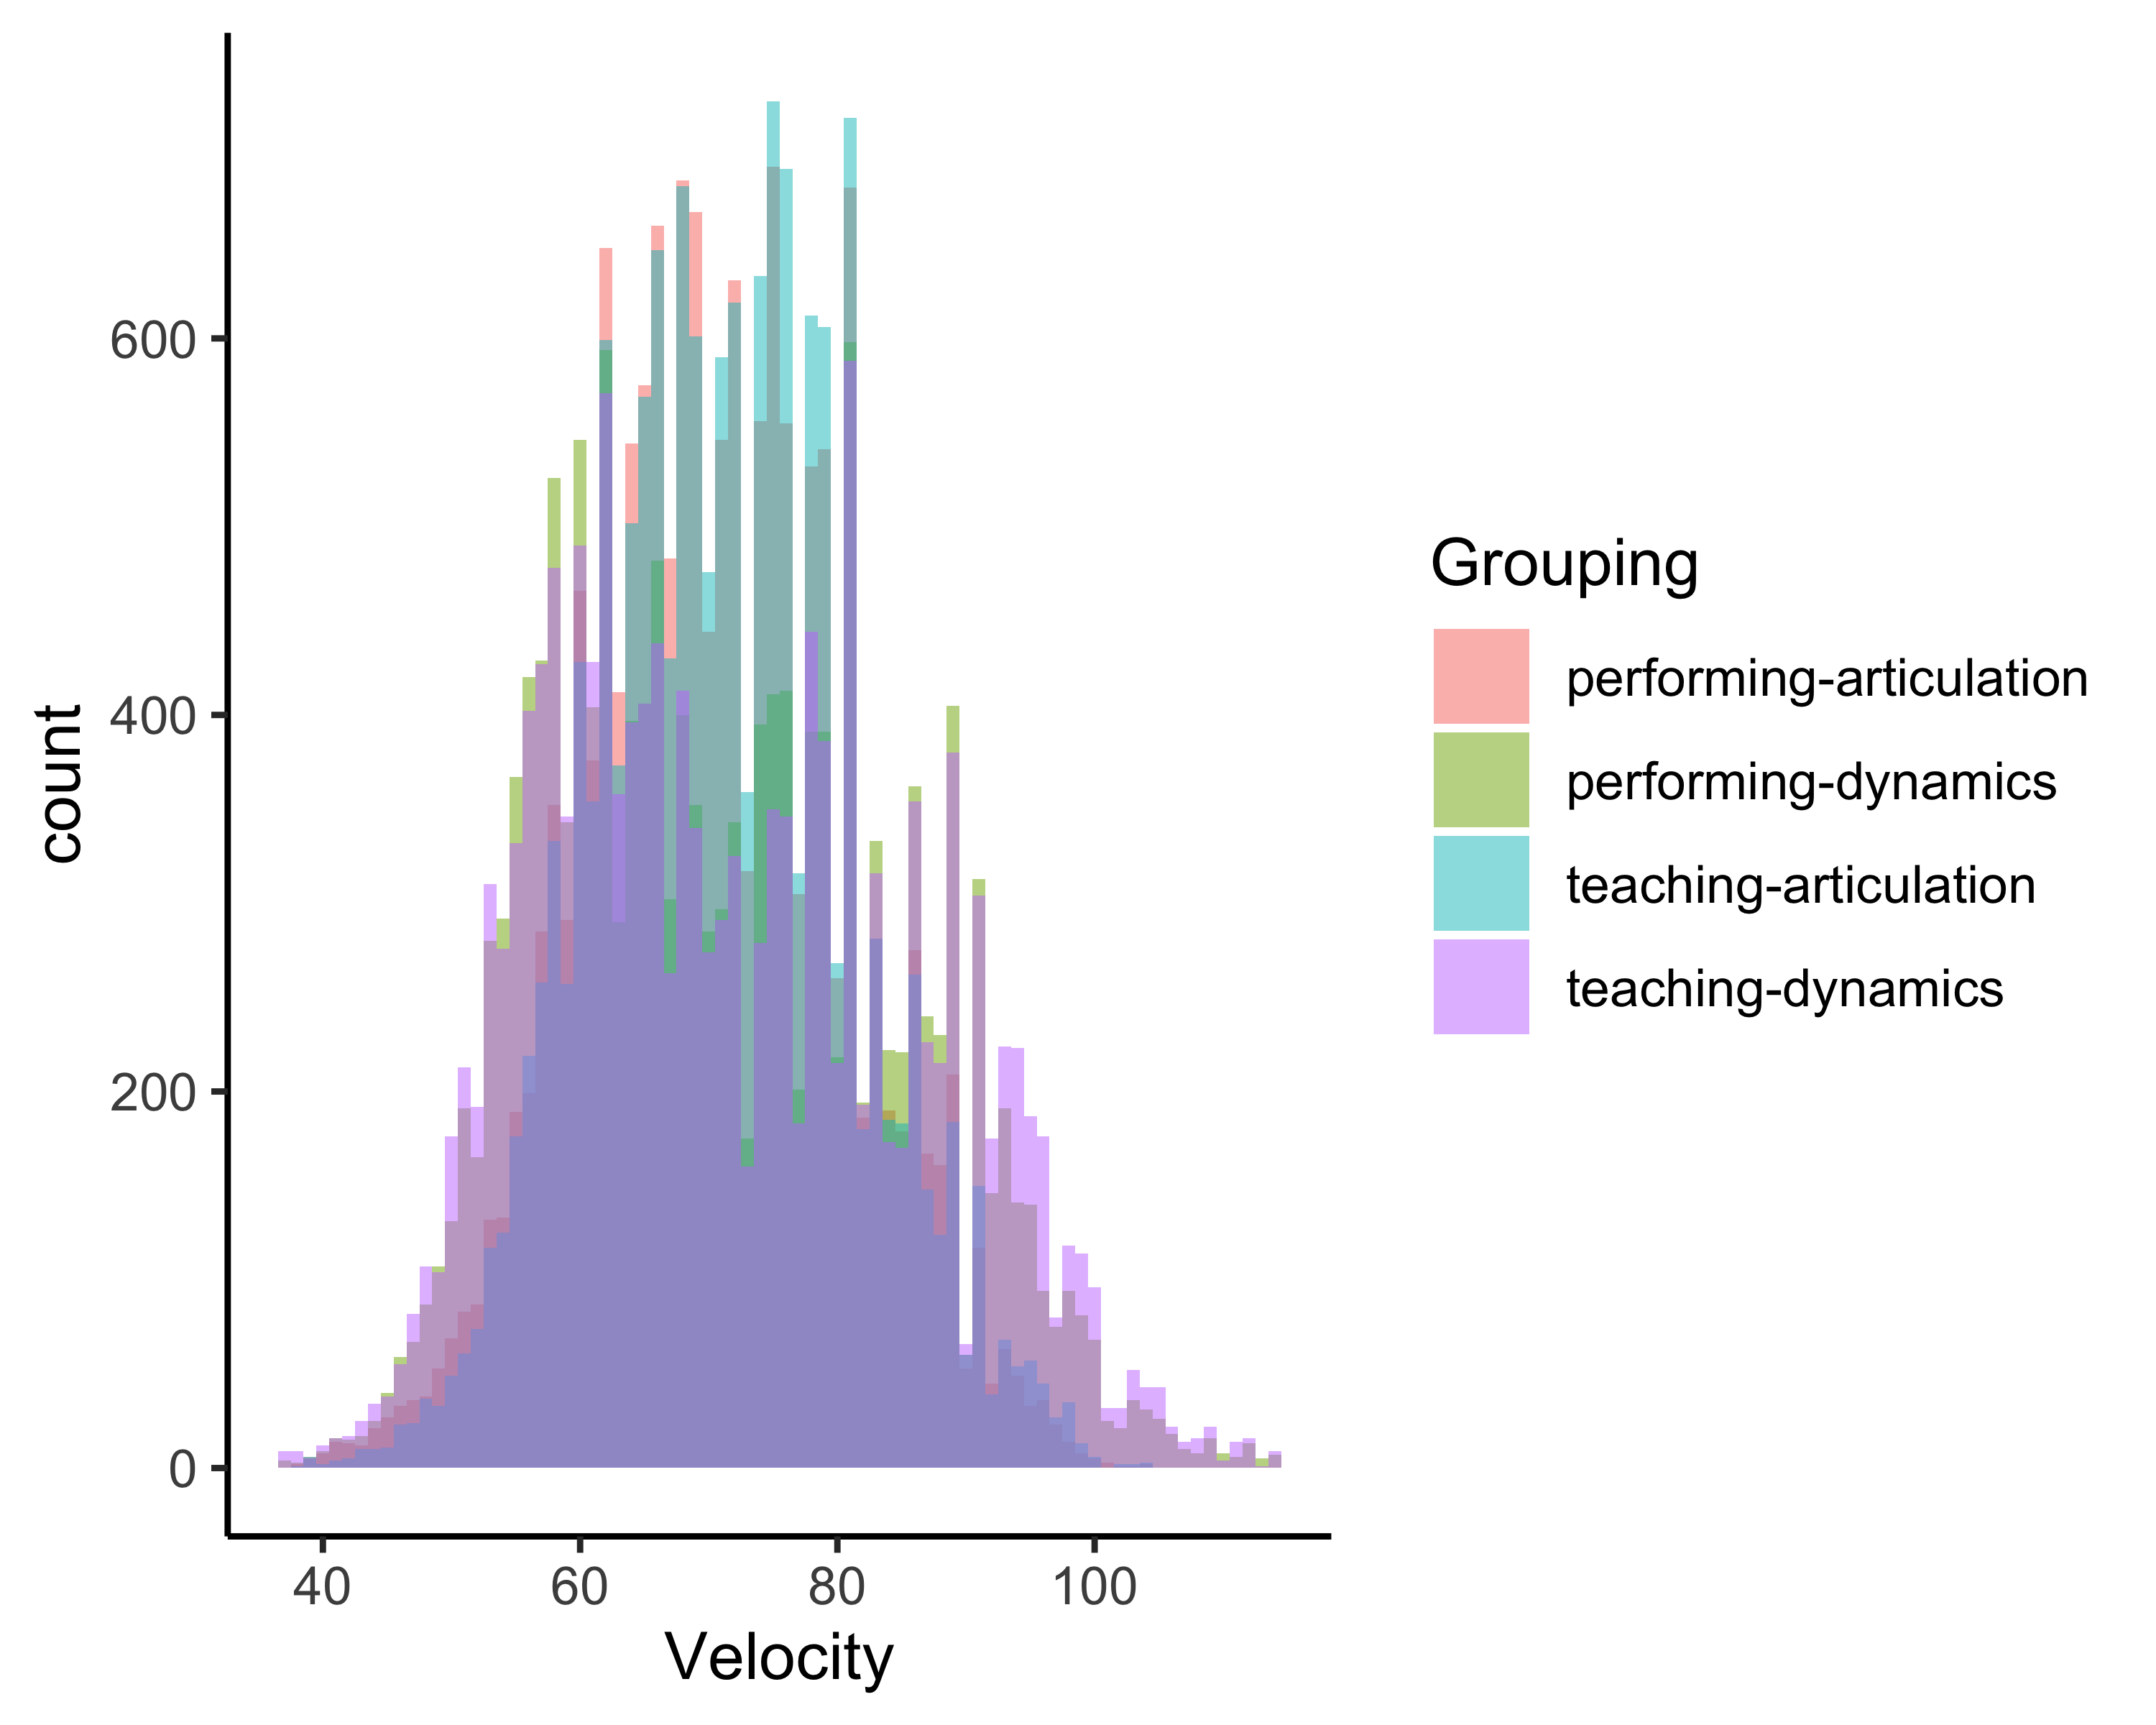 count
600
400
200
0
40 60 80 100
Velocity
Grouping
performing-articulation
performing-dynamics
teaching-articulation
teaching-dynamics